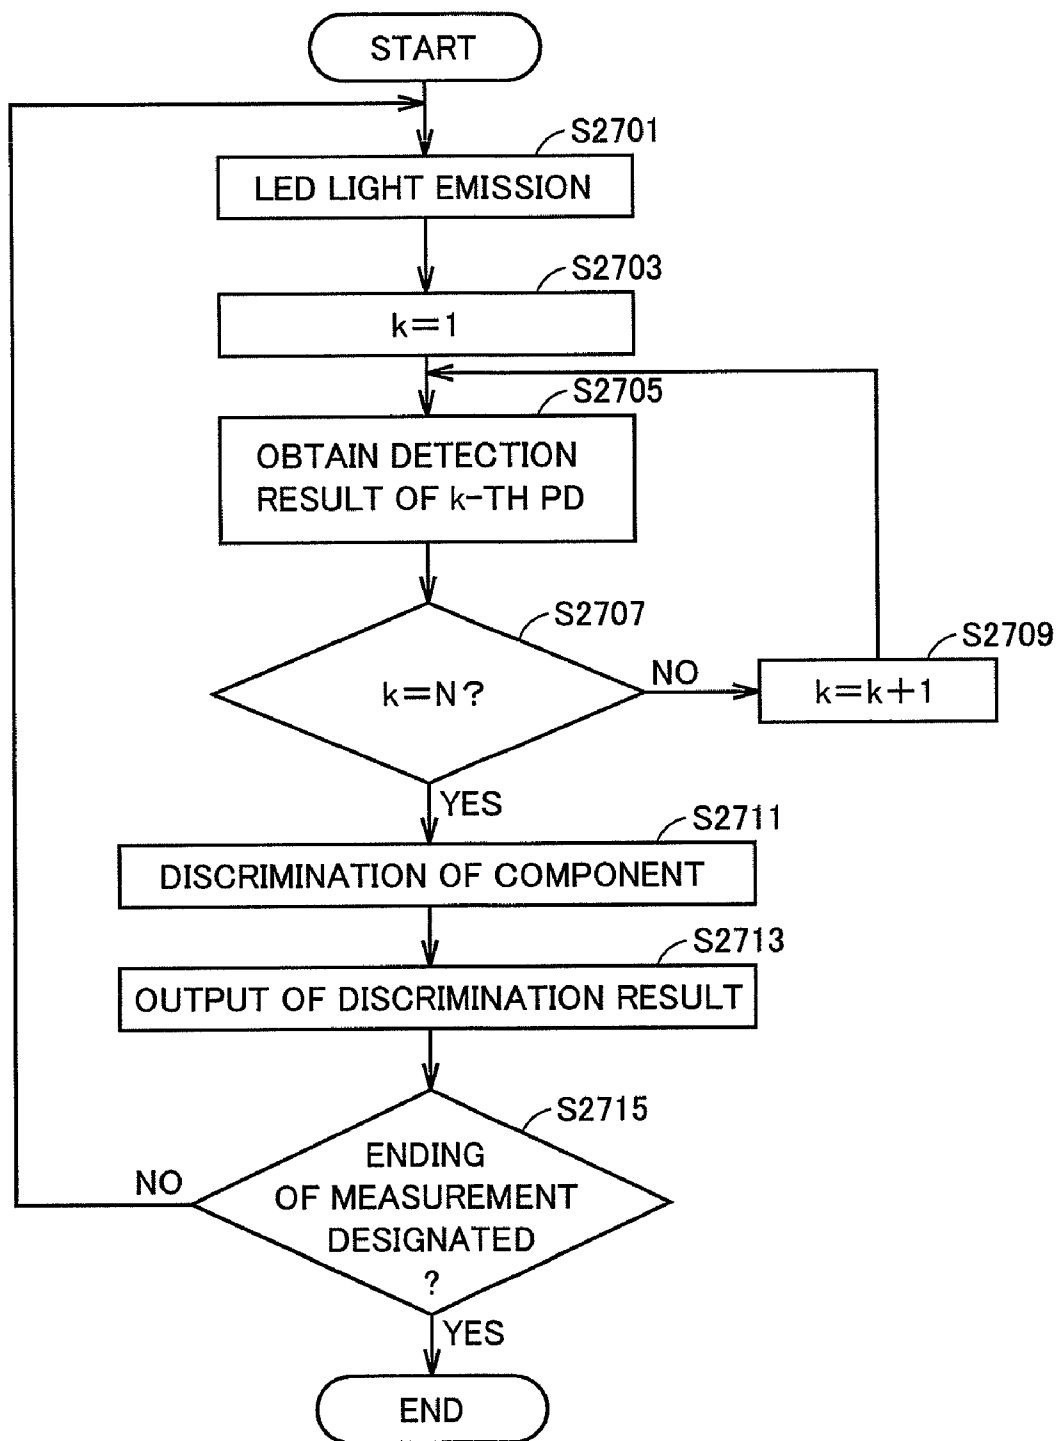 START
S2701
LED LIGHT EMISSION
S2703
k=1
S2705
OBTAIN DETECTION
RESULT OF k-TH PD
S2707
k=N?
NO
S2709
k=k+1
YES
S2711
DISCRIMINATION OF COMPONENT
S2713
OUTPUT OF DISCRIMINATION RESULT
S2715
ENDING
OF MEASUREMENT
DESIGNATED
?
NO
YES
END